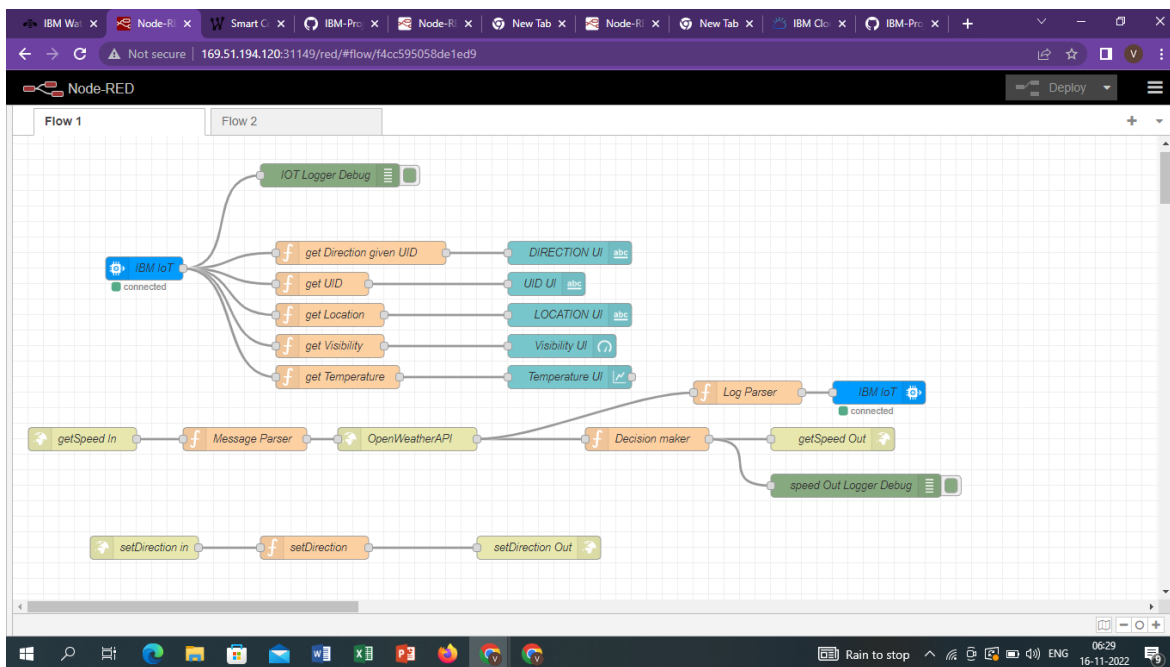 IBM Wat
Node-RE
Smart C
IBM-Pro
Node-RE
New Tab
Node-RE
New Tab
IBM Clo
IBM-Pro
Not secure | 169.51.194.120:31149/red/#flow/f4cc595058de1ed9
V
Node-RED
Deploy
Flow 1
Flow 2
IOT Logger Debug
get Direction given UID
DIRECTION UI
abc
IBM IoT
connected
get UID
UID UI
abc
get Location
LOCATION UI
abc
get Visibility
Visibility UI
get Temperature
Temperature UI
Log Parser
IBM IoT
connected
getSpeed In
Message Parser
OpenWeatherAPI
Decision maker
getSpeed Out
speed Out Logger Debug
setDirection in
setDirection
setDirection Out
Rain to stop
ENG
06:29
16-11-2022